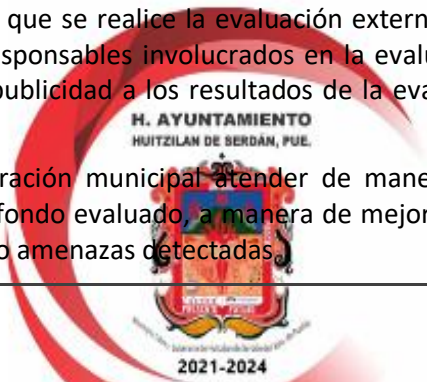 que se realice la evaluación extern
sponsables involucrados en la evalu
publicidad a los resultados de la eva
H. AYUNTAMIENTO
HUITZILAN DE SERDÁN, PUE.
ración municipal atender de mane
fondo evaluado, a manera de mejor
o amenazas detectadas.
2021-2024